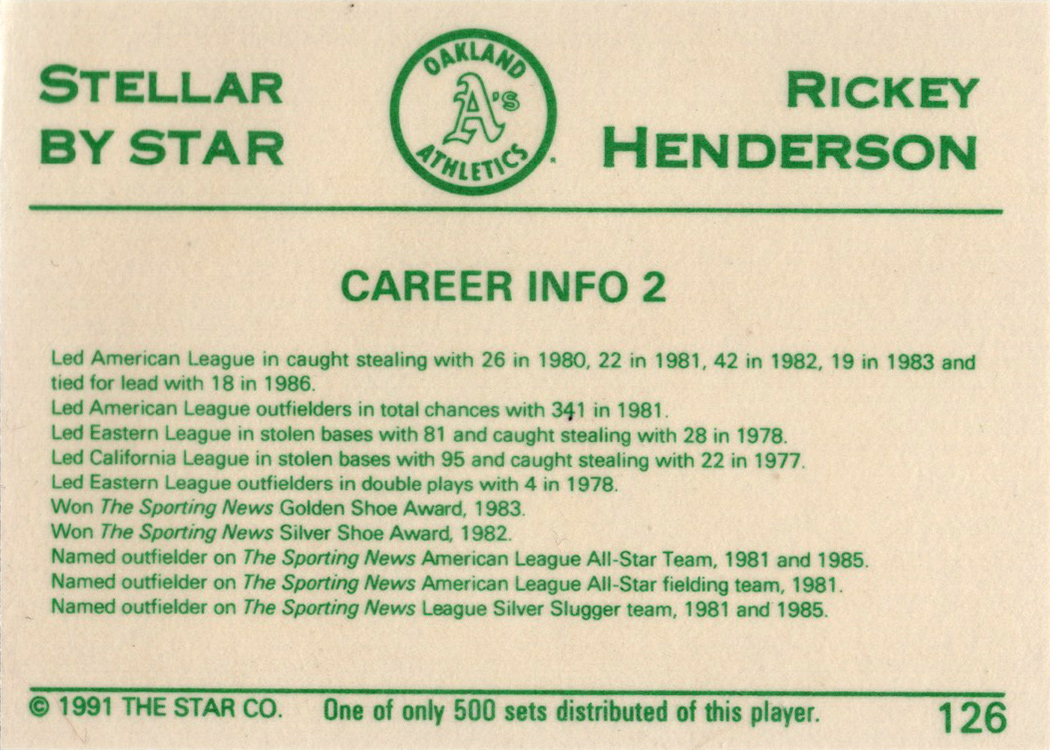 STELLAR
BY STAR
OAKLAND
A's
ATHLETICS
RICKEY
HENDERSON
CAREER INFO 2
Led American League in caught stealing with 26 in 1980, 22 in 1981, 42 in 1982, 19 in 1983 and
tied for lead with 18 in 1986.
Led American League outfielders in total chances with 341 in 1981.
Led Eastern League in stolen bases with 81 and caught stealing with 28 in 1978.
Led California League in stolen bases with 95 and caught stealing with 22 in 1977.
Led Eastern League outfielders in double plays with 4 in 1978.
Won The Sporting News Golden Shoe Award, 1983.
Won The Sporting News Silver Shoe Award, 1982.
Named outfielder on The Sporting News American League All-Star Team, 1981 and 1985.
Named outfielder on The Sporting News American League All-Star fielding team, 1981.
Named outfielder on The Sporting News League Silver Slugger team, 1981 and 1985.
© 1991 THE STAR CO. One of only 500 sets distributed of this player. 126